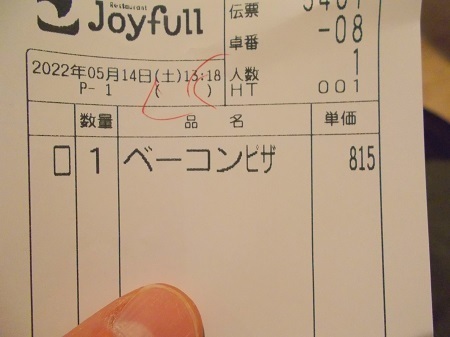 Restaurant
Joyfull
伝票
卓番 -08
2022年05月14日(土)13:18
人数 1
P- 1 ( )
HT 001
数量 品名 単価
□ 1 ベーコンピザ 815